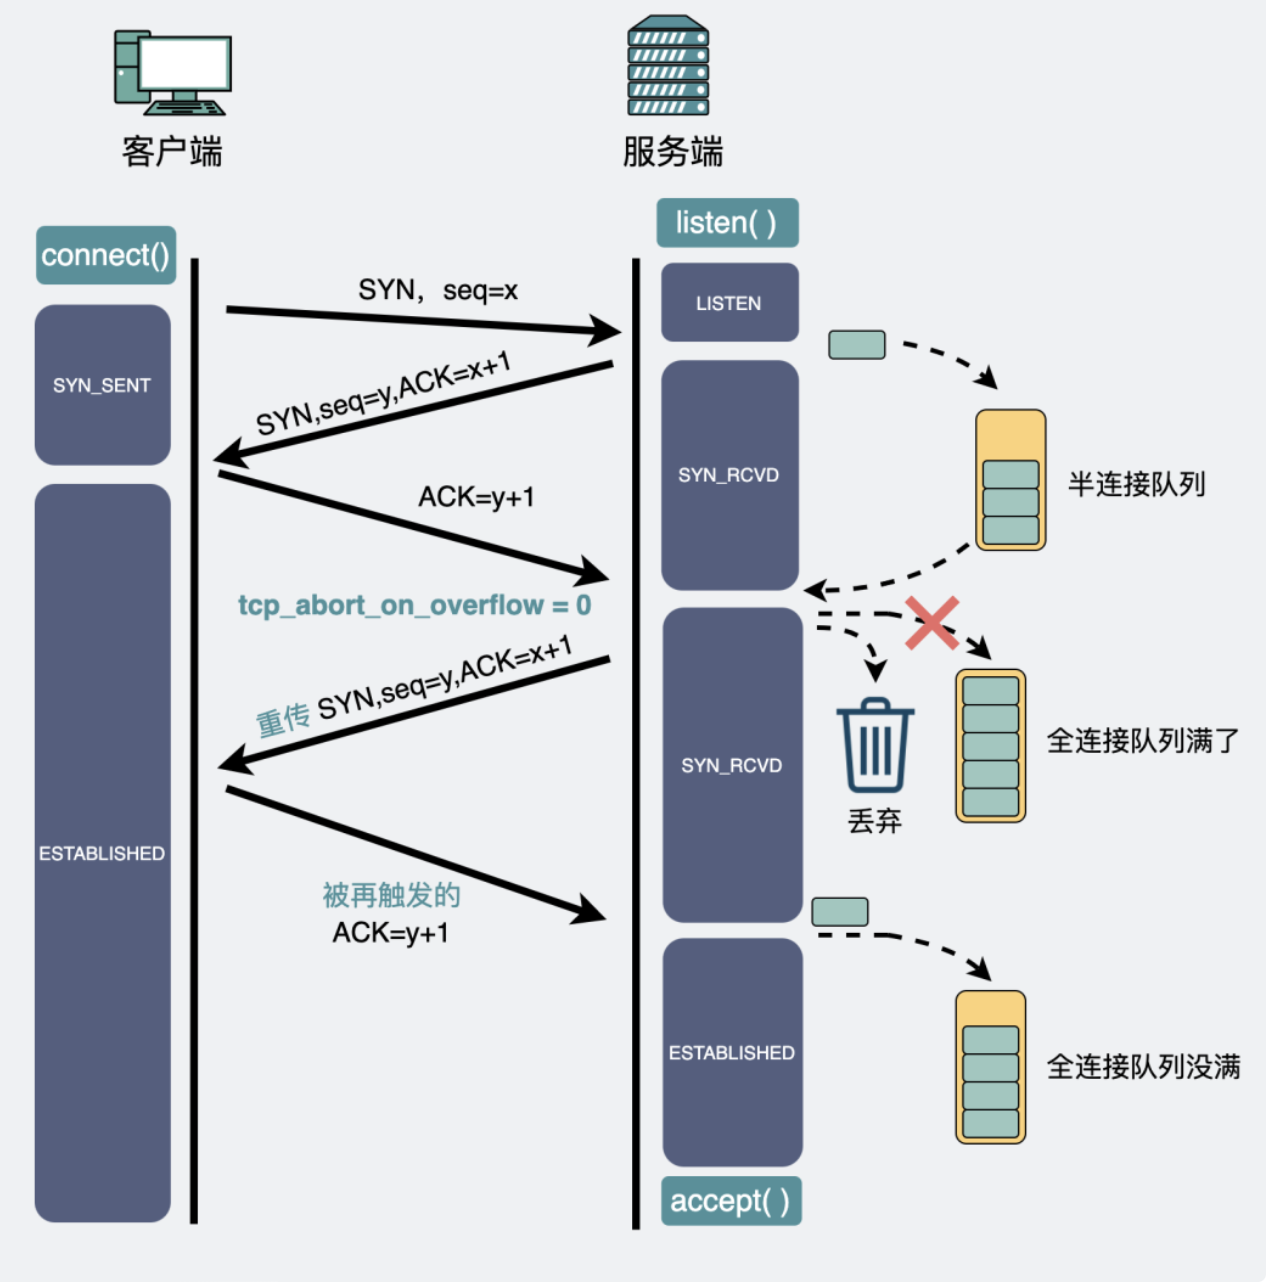 客户端
服务端
listen( )
connect()
SYN，seq=x
LISTEN
SYN_SENT
SYN,seq=y,ACK=x+1
SYN_RCVD
半连接队列
ACK=y+1
tcp_abort_on_overflow = 0
重传 SYN,seq=y,ACK=x+1
全连接队列满了
SYN_RCVD
丢弃
ESTABLISHED
被再触发的
ACK=y+1
ESTABLISHED
全连接队列没满
accept( )